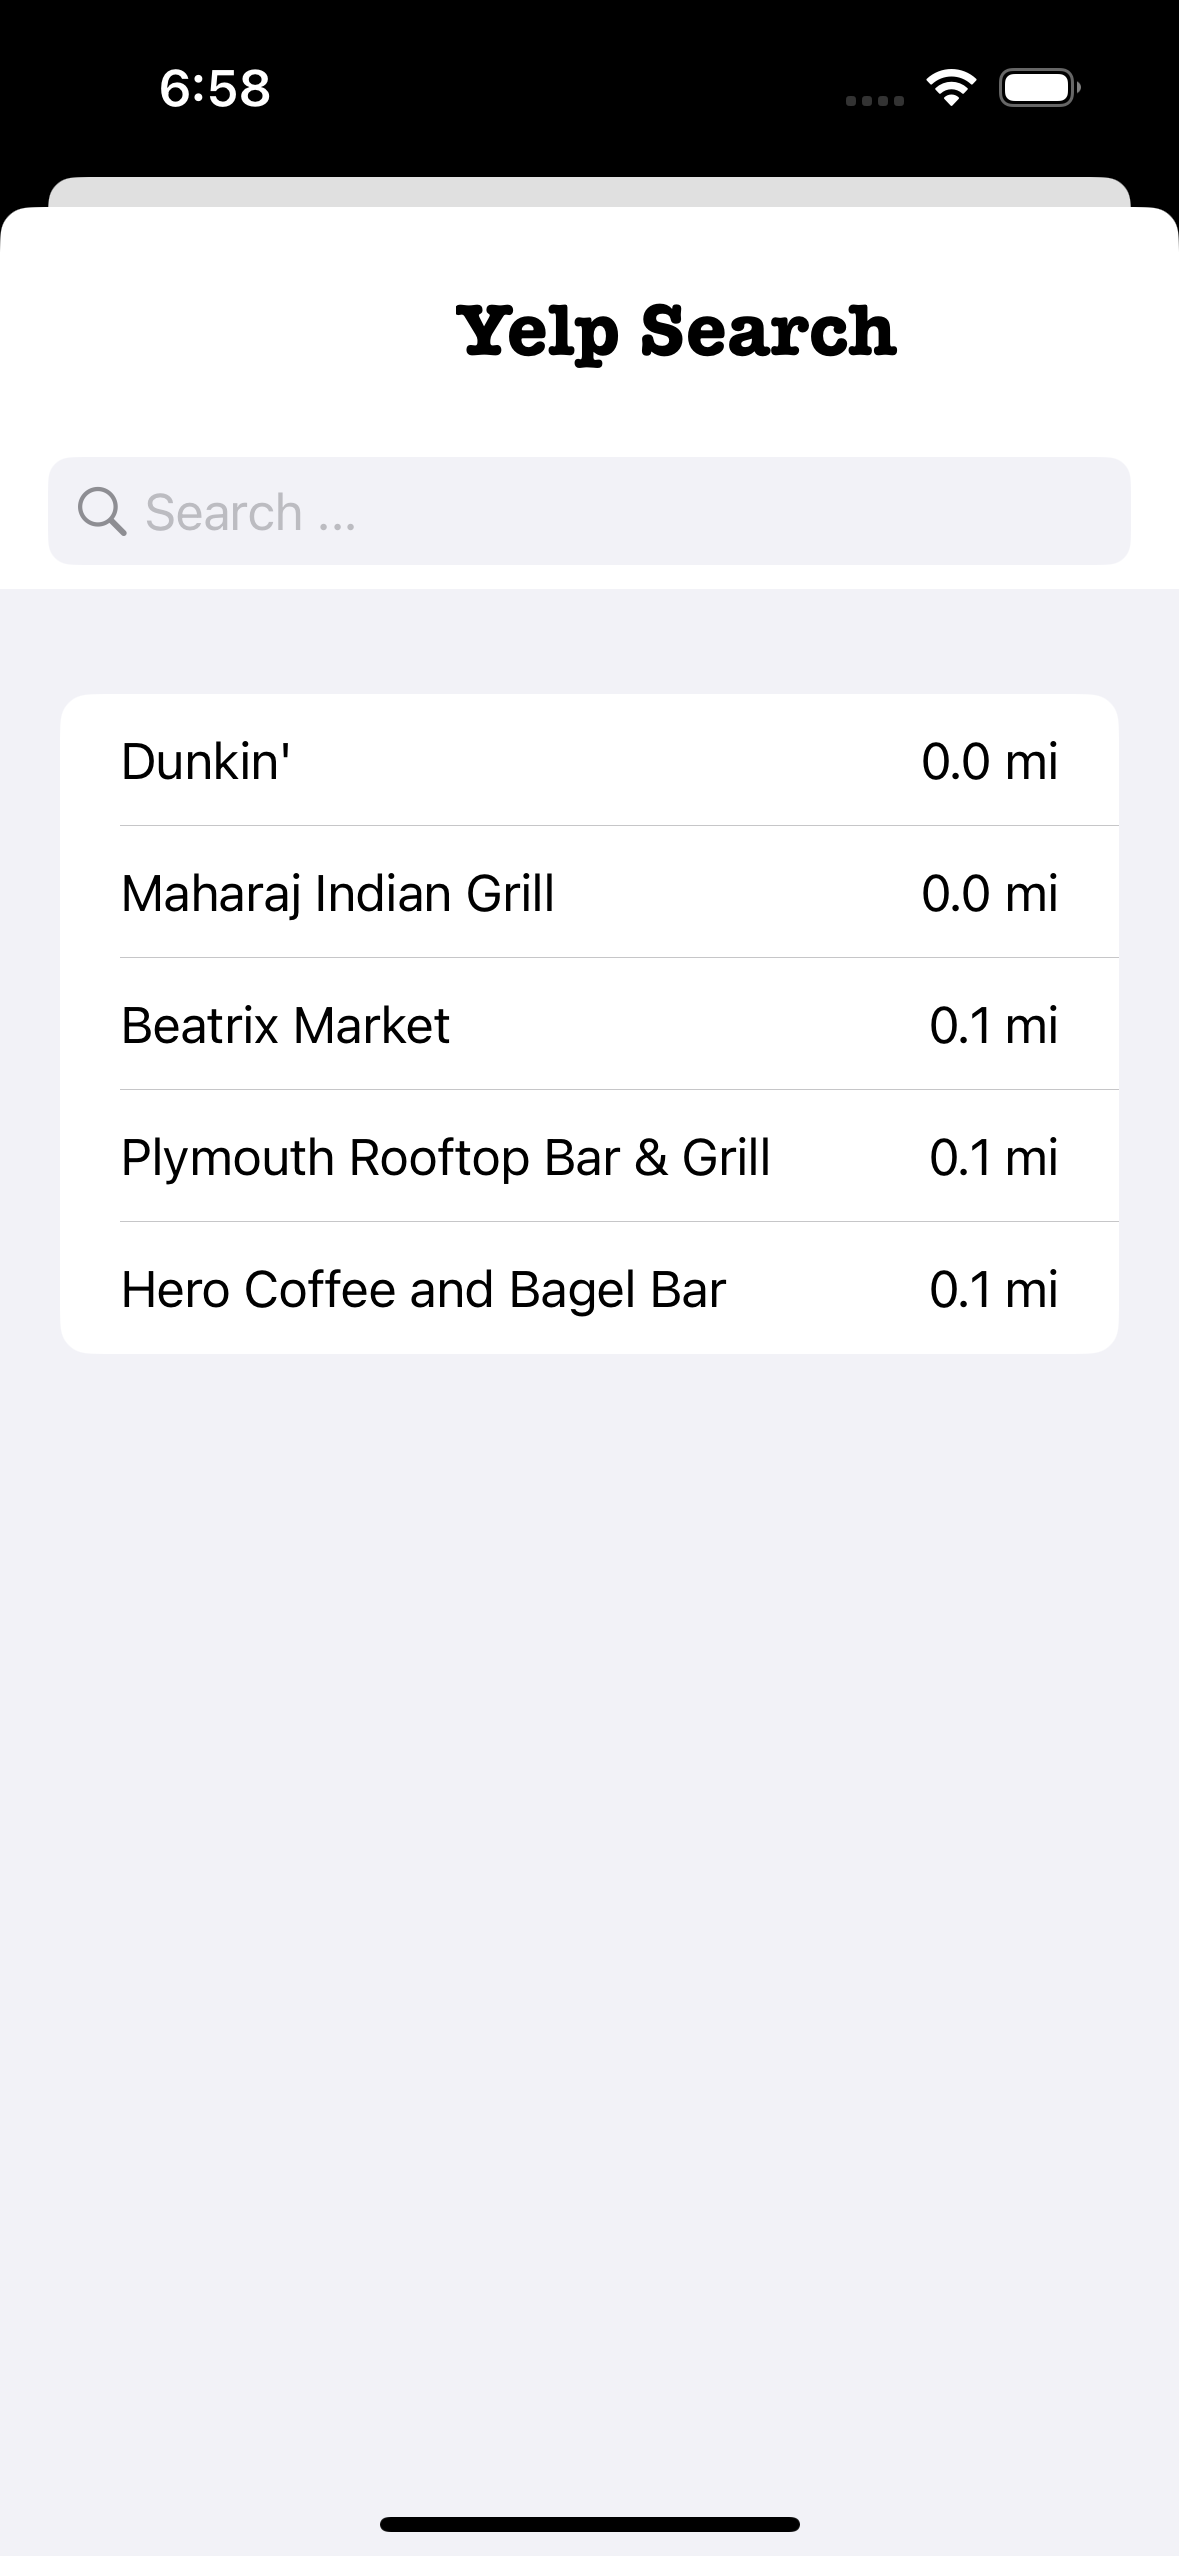 6:58
Yelp Search
Search ...
Dunkin' 0.0 mi
Maharaj Indian Grill 0.0 mi
Beatrix Market 0.1 mi
Plymouth Rooftop Bar & Grill 0.1 mi
Hero Coffee and Bagel Bar 0.1 mi